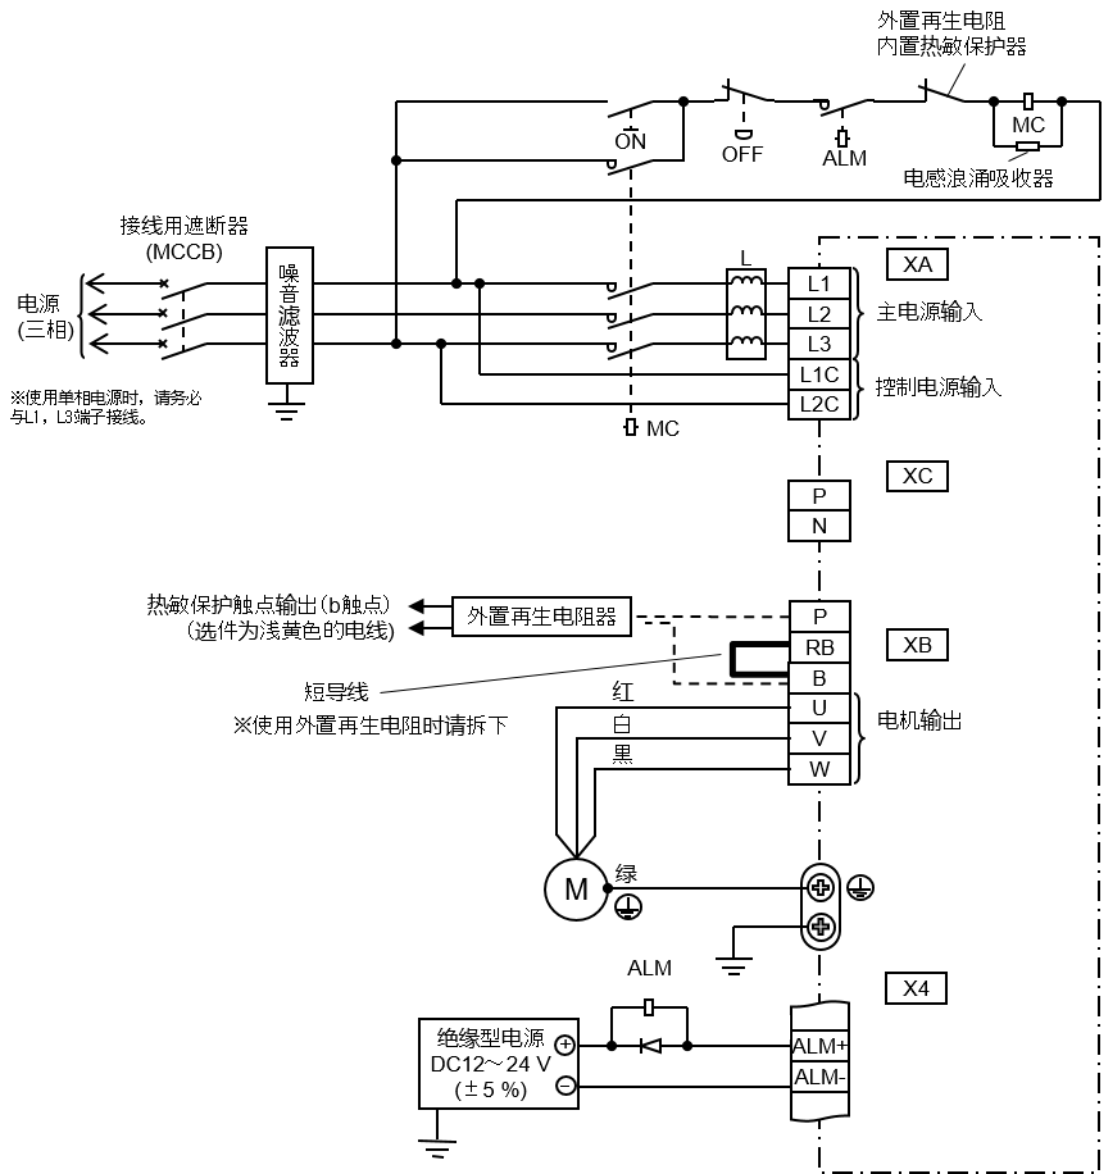 外置再生电阻
内置热敏保护器
ON
OFF
ALM
MC
电感浪涌吸收器
接线用遮断器
(MCCB)
噪音滤波器
电源
(三相)
※使用单相电源时，请务必
与L1，L3端子接线。
L
MC
XA
L1
L2
L3
L1C
L2C
主电源输入
控制电源输入
XC
P
N
热敏保护触点输出(b触点)
(选件为浅黄色的电线)
外置再生电阻器
短导线
※使用外置再生电阻时请拆下
XB
P
RB
B
U
V
W
电机输出
红
白
黑
M
绿
ALM
X4
绝缘型电源
DC12～24 V
(±5 %)
+
−
ALM+
ALM-